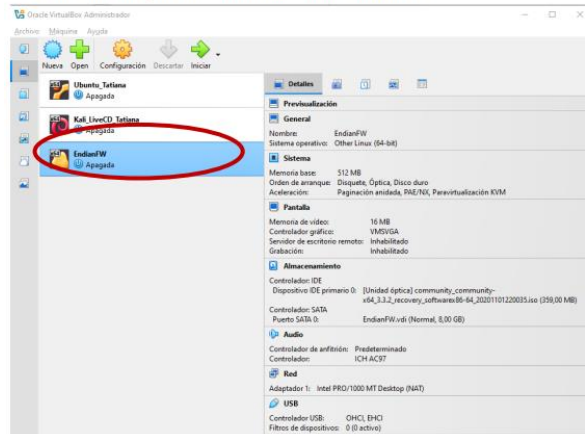 Oracle VirtualBox Administrador
Archivo Máquina Ayuda
Nueva Open Configuración Descartar Iniciar
Ubuntu_Tatiana
Apagada
Kali_LiveCD_Tatiana
Apagada
EndianFW
Apagada
Detalles
Previsualización
General
Nombre: EndianFW
Sistema operativo: Other Linux (64-bit)
Sistema
Memoria base: 512 MB
Orden de arranque: Disquete, Óptica, Disco duro
Aceleración: Paginación anidada, PAE/NX, Paravirtualización KVM
Pantalla
Memoria de vídeo: 16 MB
Controlador gráfico: VMSVGA
Servidor de escritorio remoto: Inhabilitado
Grabación: Inhabilitado
Almacenamiento
Controlador: IDE
Dispositivo IDE primario 0: [Unidad óptica] community_community-
x64_3.3.2_recovery_softwarex86-64_20201101220035.iso (359,00 MB)
Controlador: SATA
Puerto SATA 0: EndianFW.vdi (Normal, 8,00 GB)
Audio
Controlador de anfitrión: Predeterminado
Controlador: ICH AC97
Red
Adaptador 1: Intel PRO/1000 MT Desktop (NAT)
USB
Controlador USB: OHCI, EHCI
Filtros de dispositivos: 0 (0 activo)